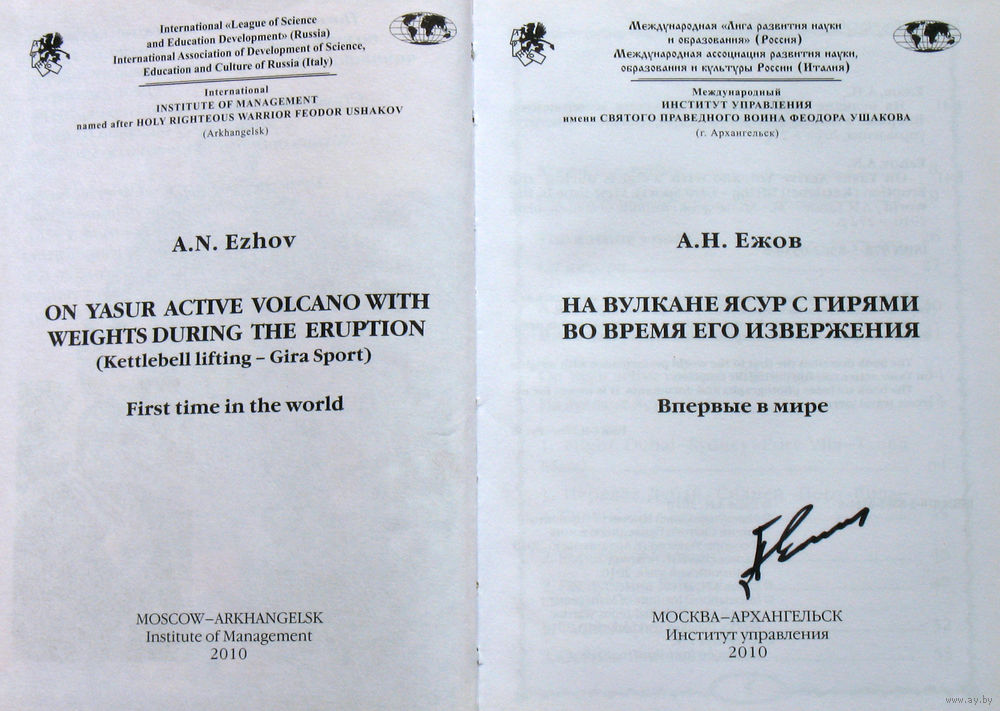 International «League of Science
and Education Development» (Russia)
International Association of Development of Science,
Education and Culture of Russia (Italy)
International
INSTITUTE OF MANAGEMENT
named after HOLY RIGHTEOUS WARRIOR FEODOR USHAKOV
(Arkhangelsk)
A.N. Ezhov
ON YASUR ACTIVE VOLCANO WITH
WEIGHTS DURING THE ERUPTION
(Kettlebell lifting – Gira Sport)
First time in the world
MOSCOW–ARKHANGELSK
Institute of Management
2010
Международная «Лига развития науки
и образования» (Россия)
Международная ассоциация развития науки,
образования и культуры России (Италия)
Международный
ИНСТИТУТ УПРАВЛЕНИЯ
имени СВЯТОГО ПРАВЕДНОГО ВОИНА ФЕОДОРА УШАКОВА
(г. Архангельск)
А.Н. Ежов
НА ВУЛКАНЕ ЯСУР С ГИРЯМИ
ВО ВРЕМЯ ЕГО ИЗВЕРЖЕНИЯ
Впервые в мире
МОСКВА–АРХАНГЕЛЬСК
Институт управления
2010
www.ay.by